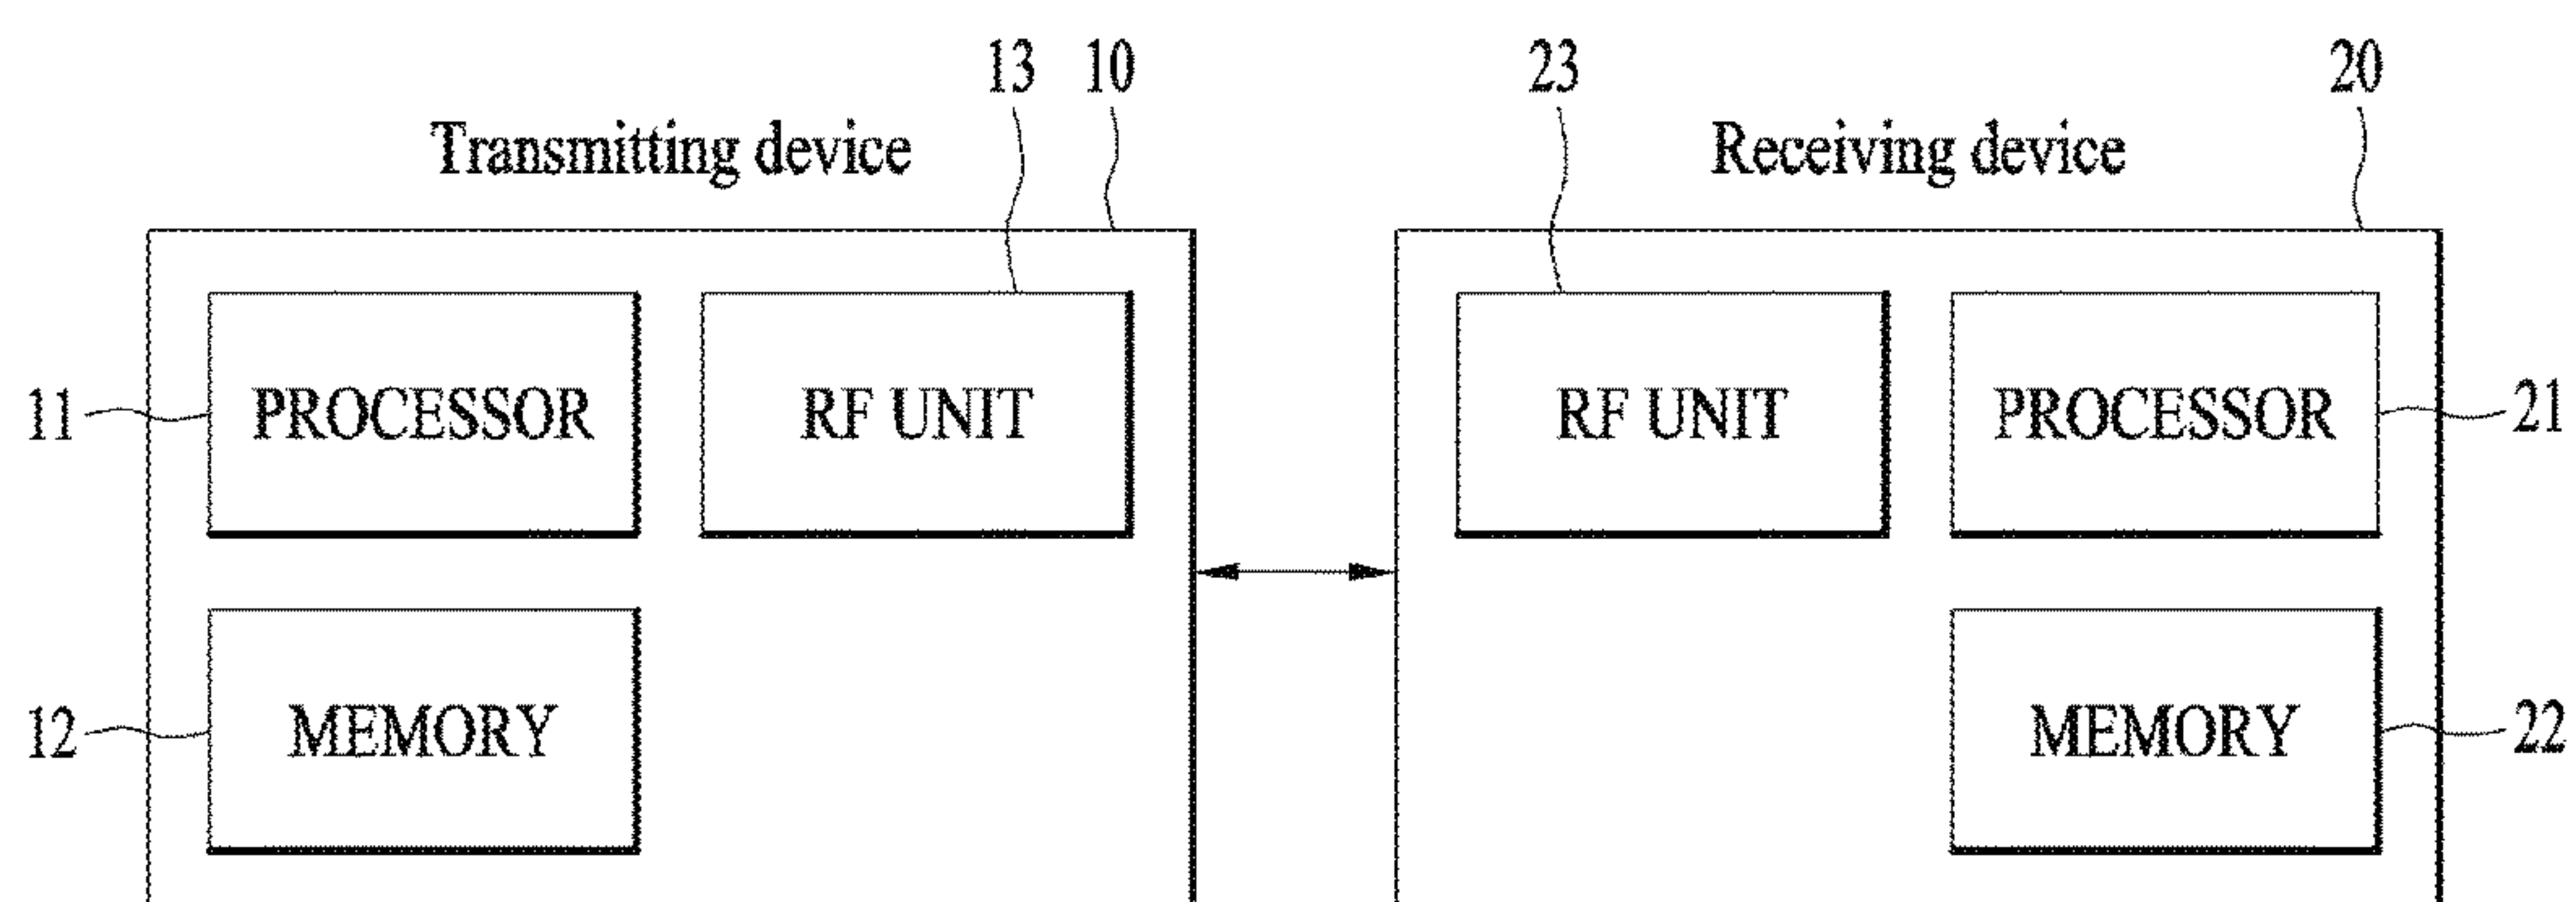 13 10 23 20
Transmitting device Receiving device
11 PROCESSOR RF UNIT RF UNIT PROCESSOR 21
12 MEMORY MEMORY 22